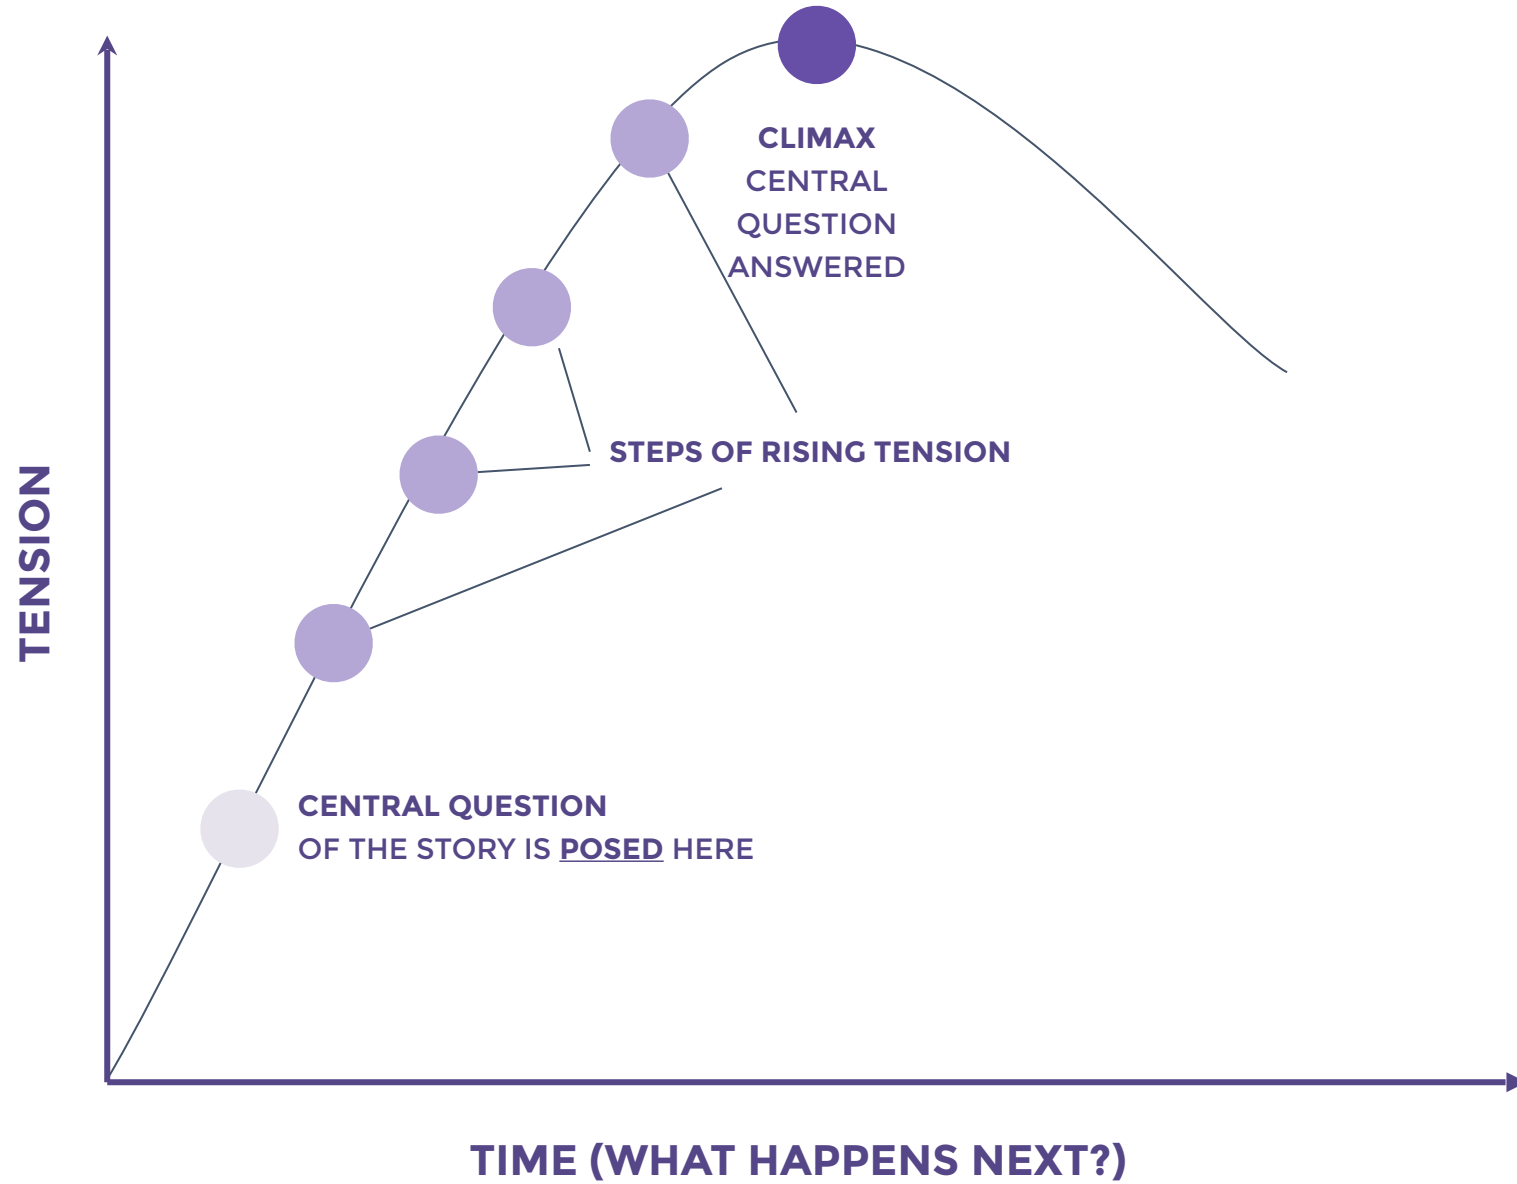 CLIMAX
CENTRAL
QUESTION
ANSWERED
STEPS OF RISING TENSION
TENSION
CENTRAL QUESTION
OF THE STORY IS POSED HERE
TIME (WHAT HAPPENS NEXT?)